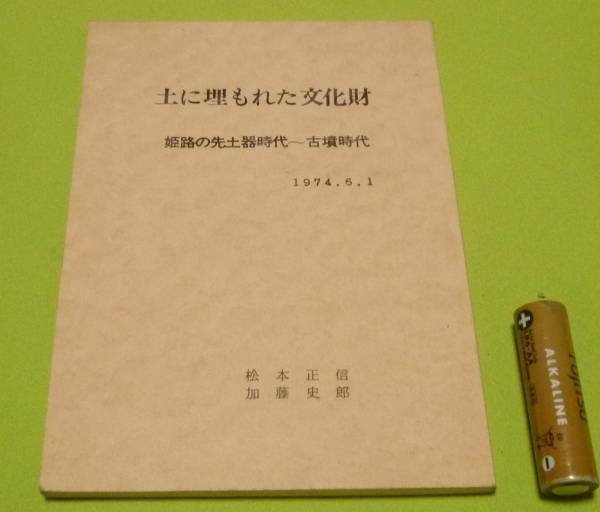 土に埋もれた文化財
姫路の先土器時代〜古墳時代
1974.6.1
松本正信
加藤史郎
ALKALINE
Fujitsu